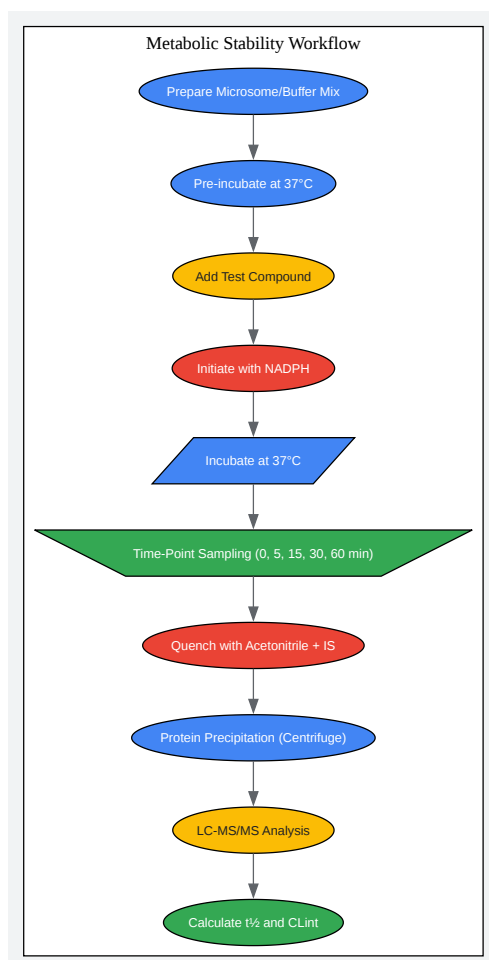 Metabolic Stability Workflow
Prepare Microsome/Buffer Mix
Pre-incubate at 37°C
Add Test Compound
Initiate with NADPH
Incubate at 37°C
Time-Point Sampling (0, 5, 15, 30, 60 min)
Quench with Acetonitrile + IS
Protein Precipitation (Centrifuge)
LC-MS/MS Analysis
Calculate t½ and CLint